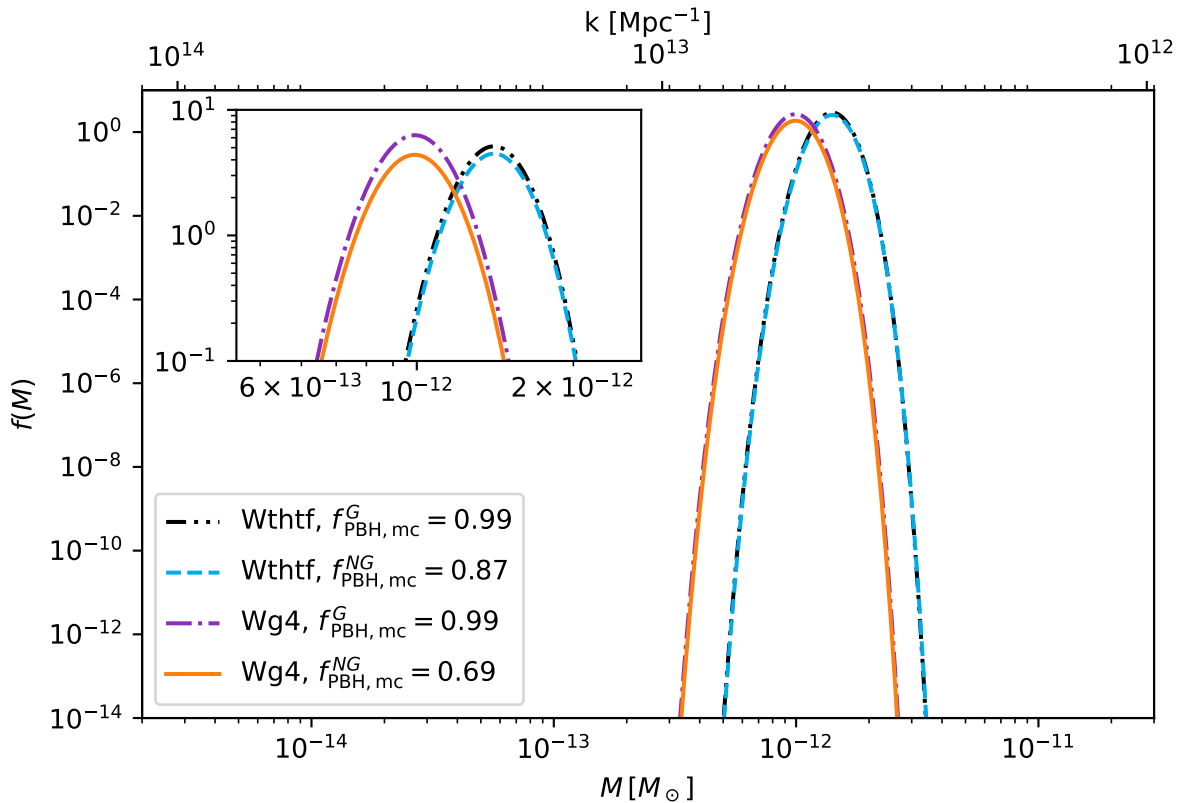 k [Mpc⁻¹]
10¹⁴ 10¹³ 10¹²
10¹
10⁰
10⁻¹
6 × 10⁻¹³ 10⁻¹² 2 × 10⁻¹²
10⁰
10⁻²
10⁻⁴
10⁻⁶
10⁻⁸
10⁻¹⁰
10⁻¹²
10⁻¹⁴
f(M)
Wthtf, f^G_PBH, mc = 0.99
Wthtf, f^NG_PBH, mc = 0.87
Wg4, f^G_PBH, mc = 0.99
Wg4, f^NG_PBH, mc = 0.69
10⁻¹⁴ 10⁻¹³ 10⁻¹² 10⁻¹¹
M [M⊙]